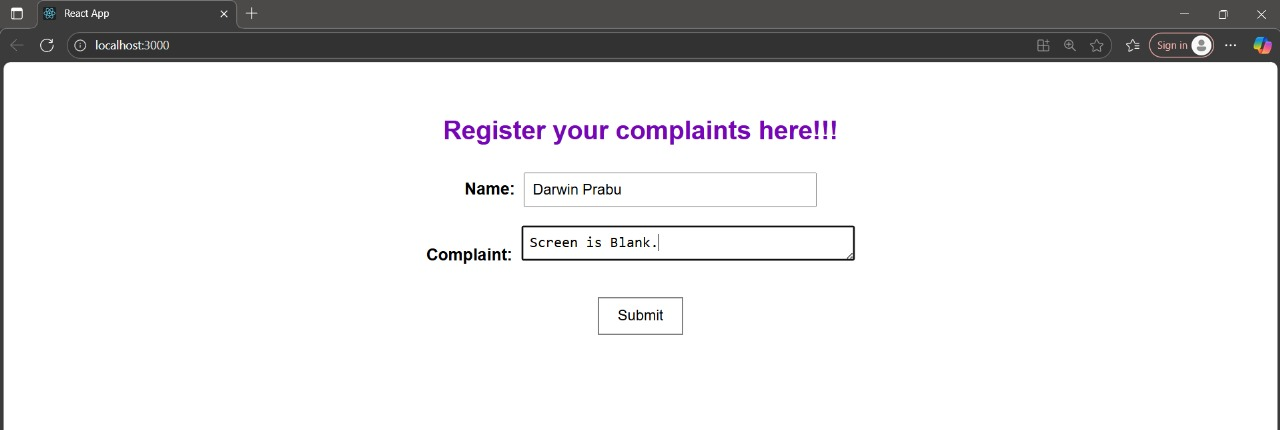 React App
localhost:3000
Sign in
Register your complaints here!!!
Name: Darwin Prabu
Complaint: Screen is Blank.
Submit